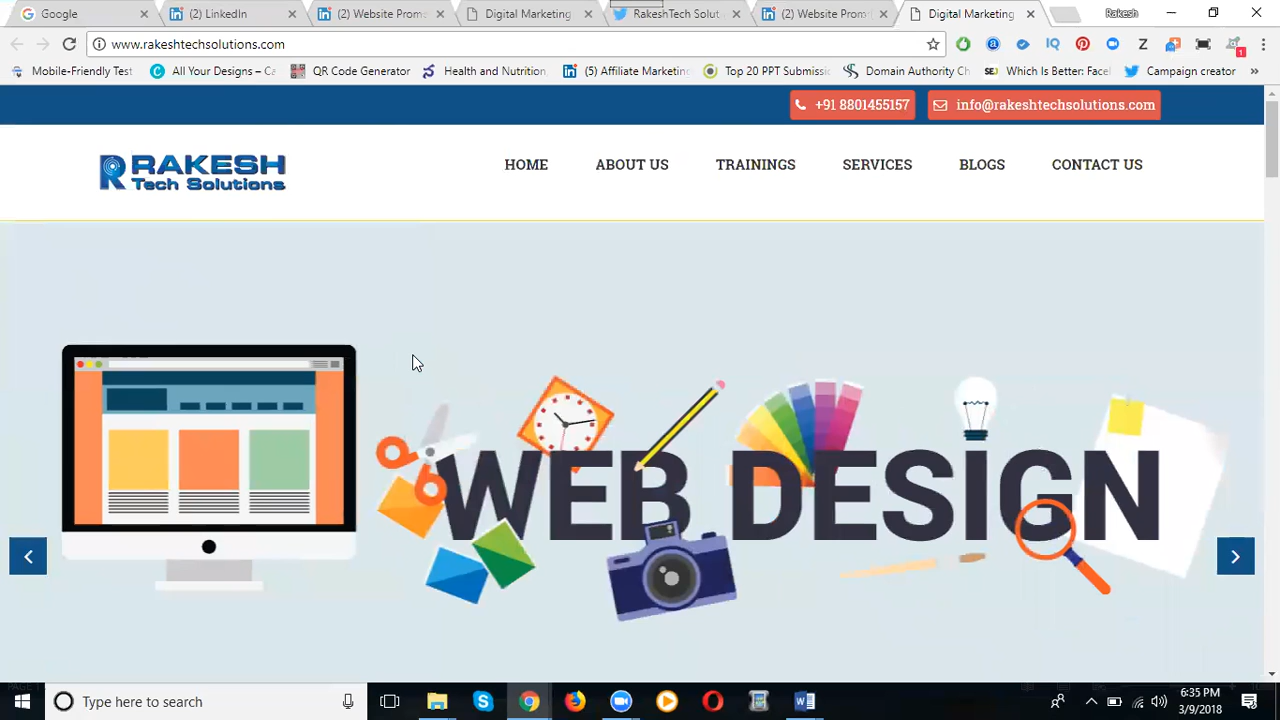 Google
(2) LinkedIn
(2) Website Prom
Digital Marketing
RakeshTech Solut
(2) Website Prom
Digital Marketing
Rakesh
www.rakeshtechsolutions.com
Mobile-Friendly Test
All Your Designs – Ca
QR Code Generator
Health and Nutrition
(5) Affiliate Marketing
Top 20 PPT Submissio
Domain Authority Ch
Which Is Better: Face
Campaign creator
+91 8801455157
info@rakeshtechsolutions.com
RAKESH
Tech Solutions
HOME
ABOUT US
TRAININGS
SERVICES
BLOGS
CONTACT US
WEB DESIGN
Type here to search
6:35 PM
3/9/2018